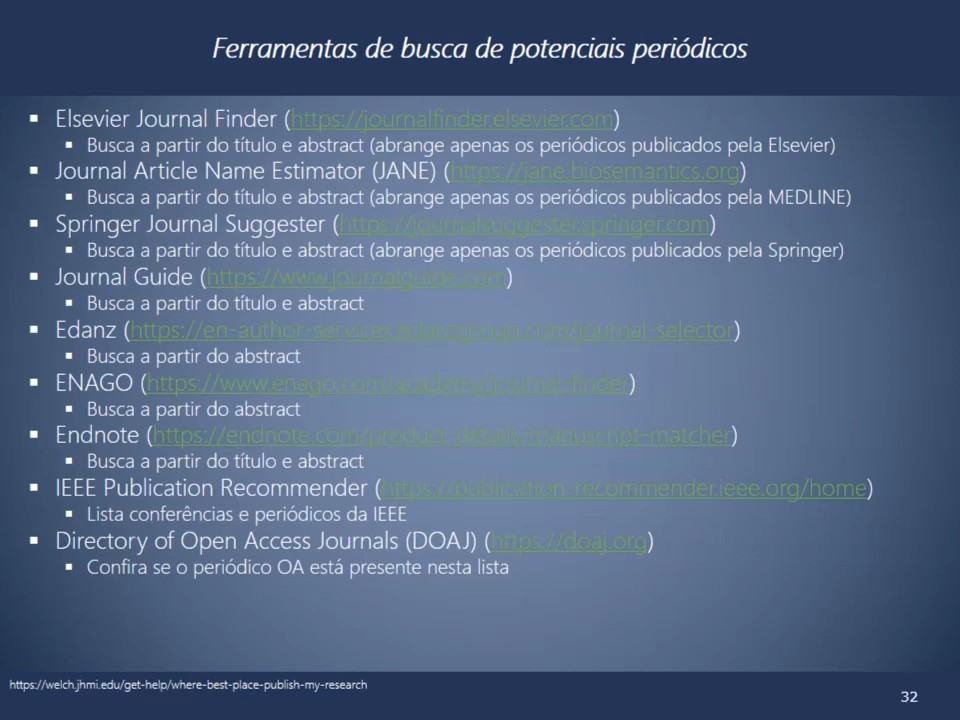 Ferramentas de busca de potenciais periódicos
▪ Elsevier Journal Finder (https://journalfinder.elsevier.com)
▪ Busca a partir do título e abstract (abrange apenas os periódicos publicados pela Elsevier)
▪ Journal Article Name Estimator (JANE) (https://jane.biosemantics.org)
▪ Busca a partir do título e abstract (abrange apenas os periódicos publicados pela MEDLINE)
▪ Springer Journal Suggester (https://journalsuggester.springer.com)
▪ Busca a partir do título e abstract (abrange apenas os periódicos publicados pela Springer)
▪ Journal Guide (https://www.journalguide.com)
▪ Busca a partir do título e abstract
▪ Edanz (https://en-author-services.edanzgroup.com/journal-selector)
▪ Busca a partir do abstract
▪ ENAGO (https://www.enago.com/academy/journal-finder)
▪ Busca a partir do abstract
▪ Endnote (https://endnote.com/product-details/manuscript-matcher)
▪ Busca a partir do título e abstract
▪ IEEE Publication Recommender (https://publication-recommender.ieee.org/home)
▪ Lista conferências e periódicos da IEEE
▪ Directory of Open Access Journals (DOAJ) (https://doaj.org)
▪ Confira se o periódico OA está presente nesta lista
https://welch.jhmi.edu/get-help/where-best-place-publish-my-research
32